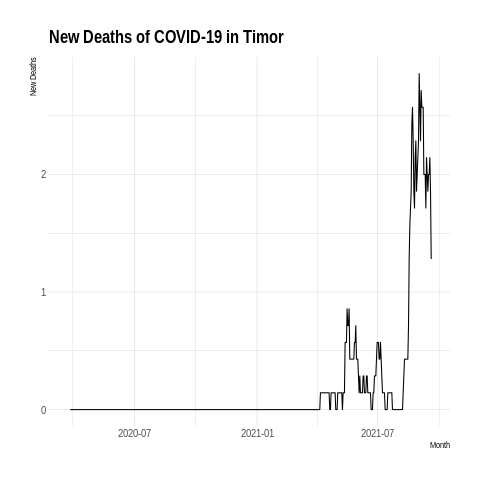 New Deaths of COVID-19 in Timor
New Deaths
2
1
0
2020-07
2021-01
2021-07
Month